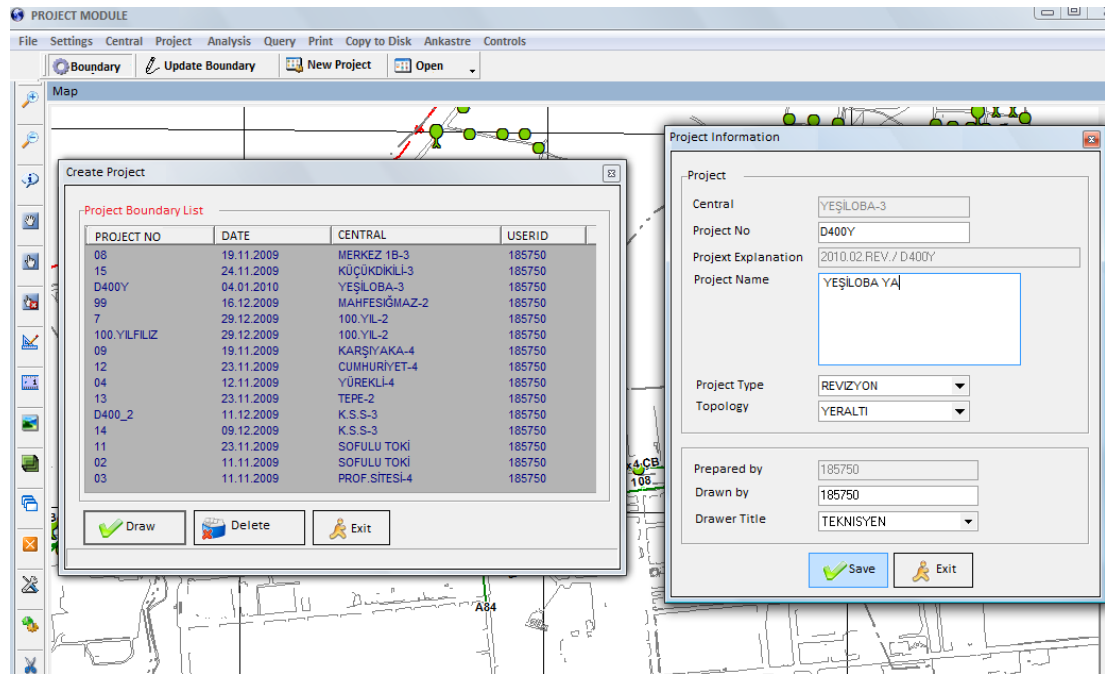 PROJECT MODULE
File Settings Central Project Analysis Query Print Copy to Disk Ankastre Controls
Boundary Update Boundary New Project Open
Map
Create Project
Project Boundary List
PROJECT NO DATE CENTRAL USERID
08 19.11.2009 MERKEZ 1B-3 185750
15 24.11.2009 KÜÇÜKDİKİLİ-3 185750
D400Y 04.01.2010 YEŞİLOBA-3 185750
99 16.12.2009 MAHFESIĞMAZ-2 185750
7 29.12.2009 100.YIL-2 185750
100.YILFILIZ 29.12.2009 100.YIL-2 185750
09 19.11.2009 KARŞIYAKA-4 185750
12 23.11.2009 CUMHURİYET-4 185750
04 12.11.2009 YÜREKLİ-4 185750
13 23.11.2009 TEPE-2 185750
D400_2 11.12.2009 K.S.S-3 185750
14 09.12.2009 K.S.S-3 185750
11 23.11.2009 SOFULU TOKİ 185750
02 11.11.2009 SOFULU TOKİ 185750
03 11.11.2009 PROF.SİTESİ-4 185750
Draw Delete Exit
Project Information
Project
Central YEŞİLOBA-3
Project No D400Y
Projext Explanation 2010.02.REV./ D400Y
Project Name YEŞİLOBA YA
Project Type REVIZYON
Topology YERALTI
Prepared by 185750
Drawn by 185750
Drawer Title TEKNISYEN
Save Exit
108
A84